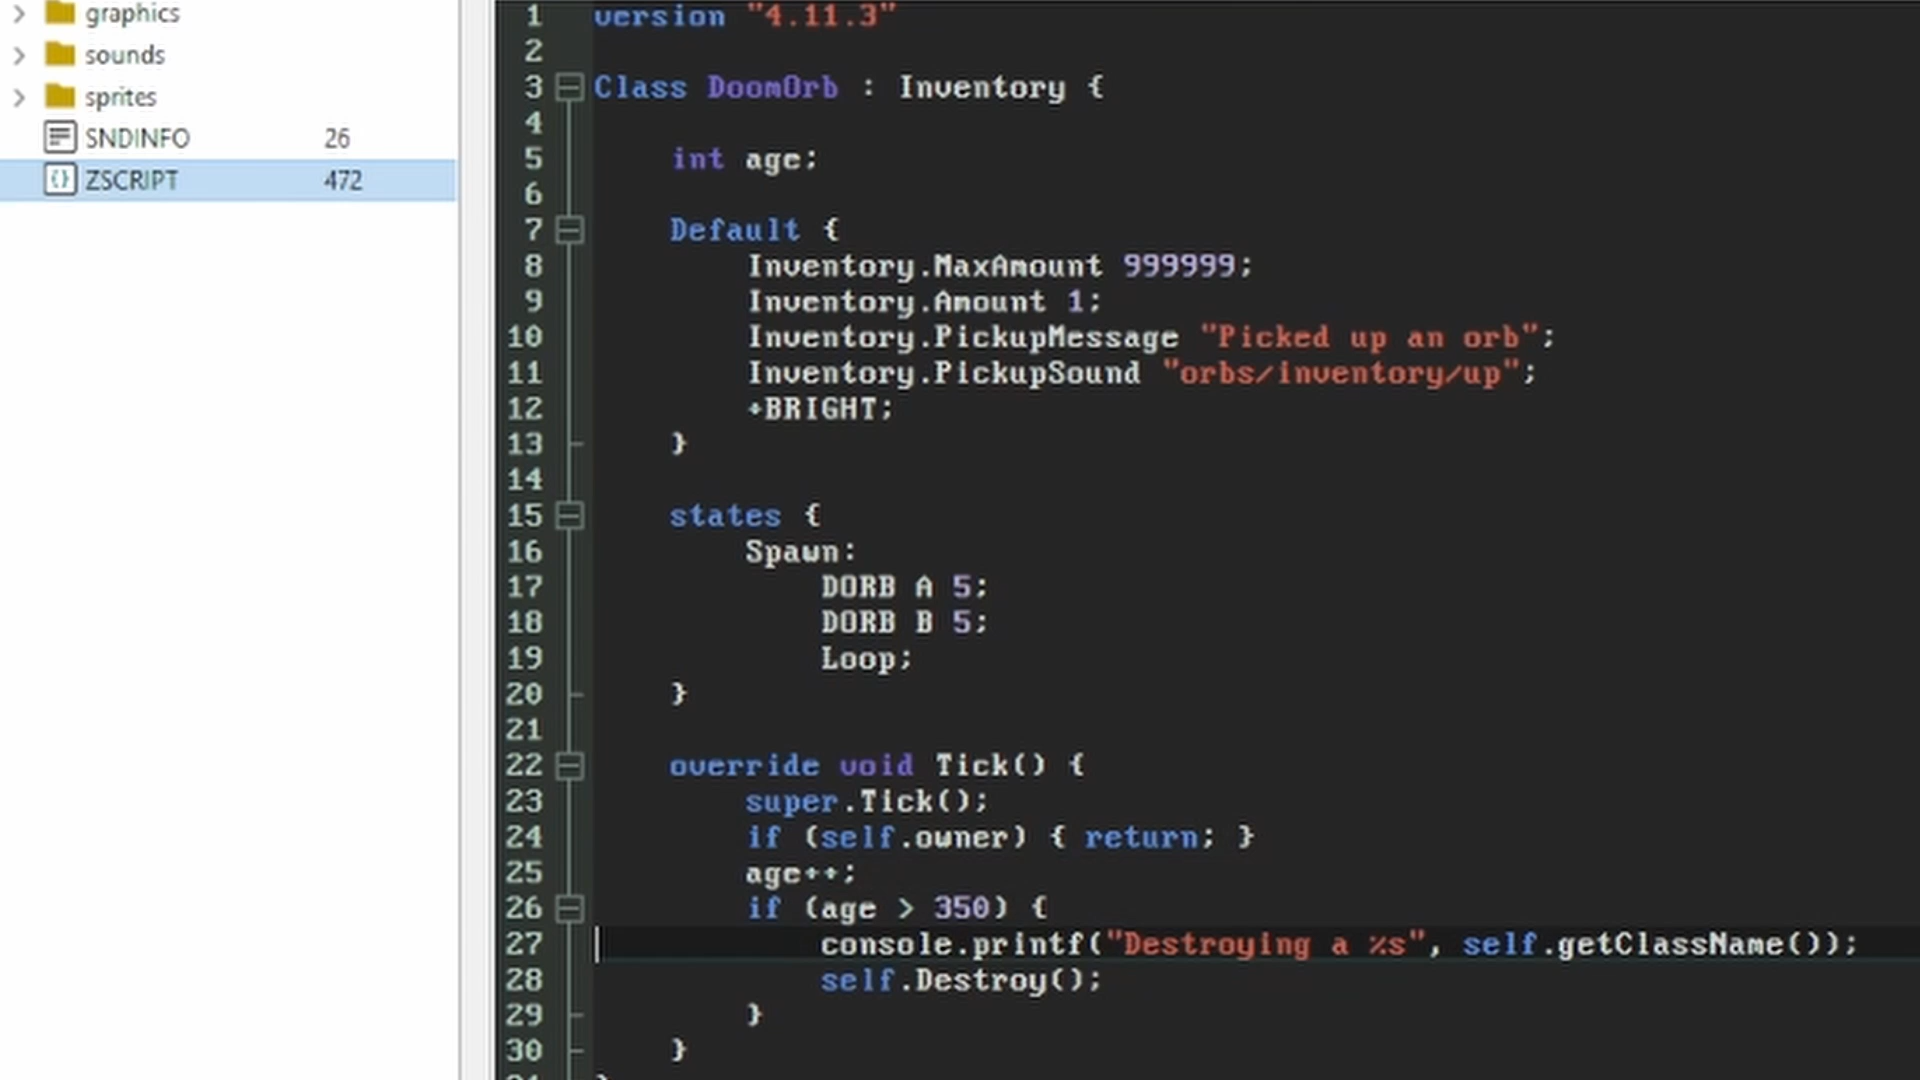 graphics
sounds
sprites
SNDINFO 26
ZSCRIPT 472
1 version "4.11.3"
2
3 Class DoomOrb : Inventory {
4
5 int age;
6
7 Default {
8 Inventory.MaxAmount 999999;
9 Inventory.Amount 1;
10 Inventory.PickupMessage "Picked up an orb";
11 Inventory.PickupSound "orbs/inventory/up";
12 +BRIGHT;
13 }
14
15 states {
16 Spawn:
17 DORB A 5;
18 DORB B 5;
19 Loop;
20 }
21
22 override void Tick() {
23 super.Tick();
24 if (self.owner) { return; }
25 age++;
26 if (age > 350) {
27 console.printf("Destroying a %s", self.getClassName());
28 self.Destroy();
29 }
30 }